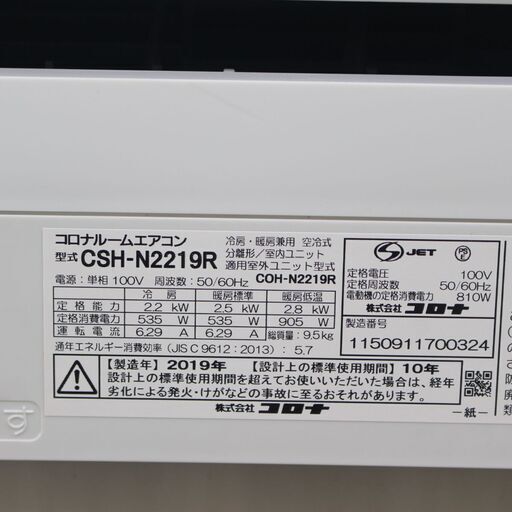 コロナルームエアコン
冷房・暖房兼用 空冷式
型式 CSH-N2219R
分離形/室内ユニット
適用室外ユニット型式
電源:単相100V 周波数:50/60Hz
COH-N2219R
冷 房 暖房標準 暖房低温
定格能力 2.2 kW 2.5 kW 2.8 kW
定格消費電力 535 W 535 W 905 W
運転電流 6.29 A 6.29 A 総質量:9.5kg
通年エネルギー消費効率(JIS C 9612:2013):5.7
【製造年】2019年 【設計上の標準使用期間】10年
設計上の標準使用期間を超えてお使いいただいた場合は、経年
劣化による発火・けがなどの事故に至るおそれがあります。
株式会社 コロナ
S JET
PS E
定格電圧 100V
定格周波数 50/60Hz
電動機の定格消費電力 810W
株式会社 コロナ
製造番号
1150911700324
-紙-
す